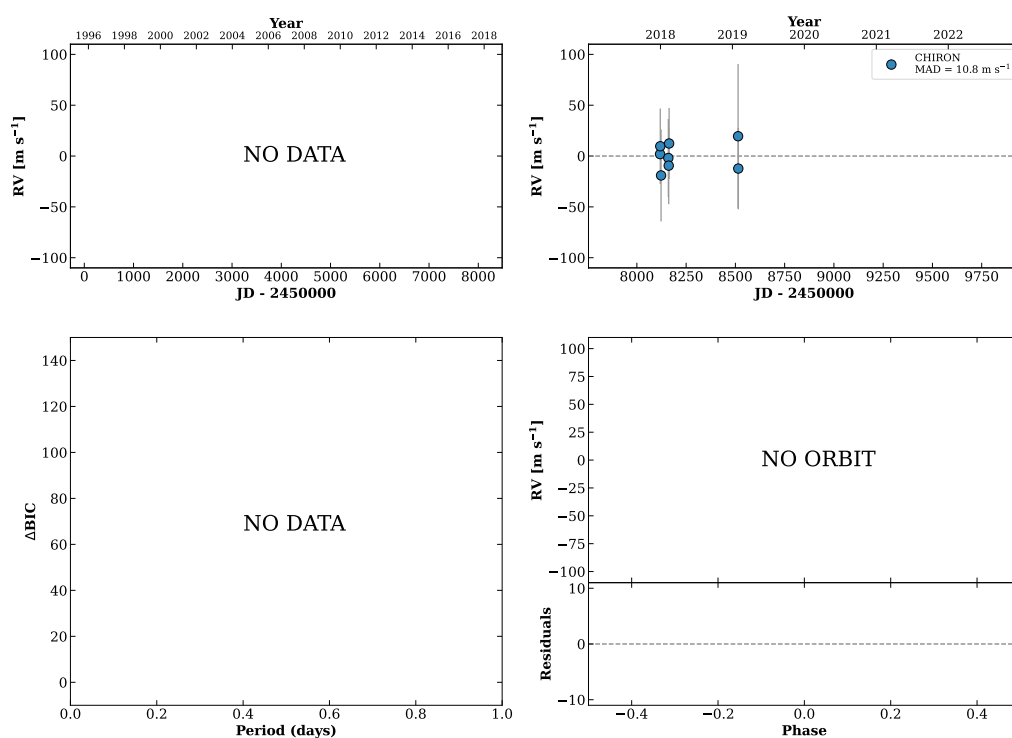 Year
1996 1998 2000 2002 2004 2006 2008 2010 2012 2014 2016 2018
100
50
0
−50
−100
RV [m s⁻¹]
NO DATA
0 1000 2000 3000 4000 5000 6000 7000 8000
JD - 2450000
Year
2018 2019 2020 2021 2022
100
50
0
−50
−100
RV [m s⁻¹]
CHIRON
MAD = 10.8 m s⁻¹
8000 8250 8500 8750 9000 9250 9500 9750
JD - 2450000
140
120
100
80
60
40
20
0
ΔBIC
NO DATA
0.0 0.2 0.4 0.6 0.8 1.0
Period (days)
100
75
50
25
0
−25
−50
−75
−100
RV [m s⁻¹]
NO ORBIT
10
0
−10
Residuals
−0.4 −0.2 0.0 0.2 0.4
Phase